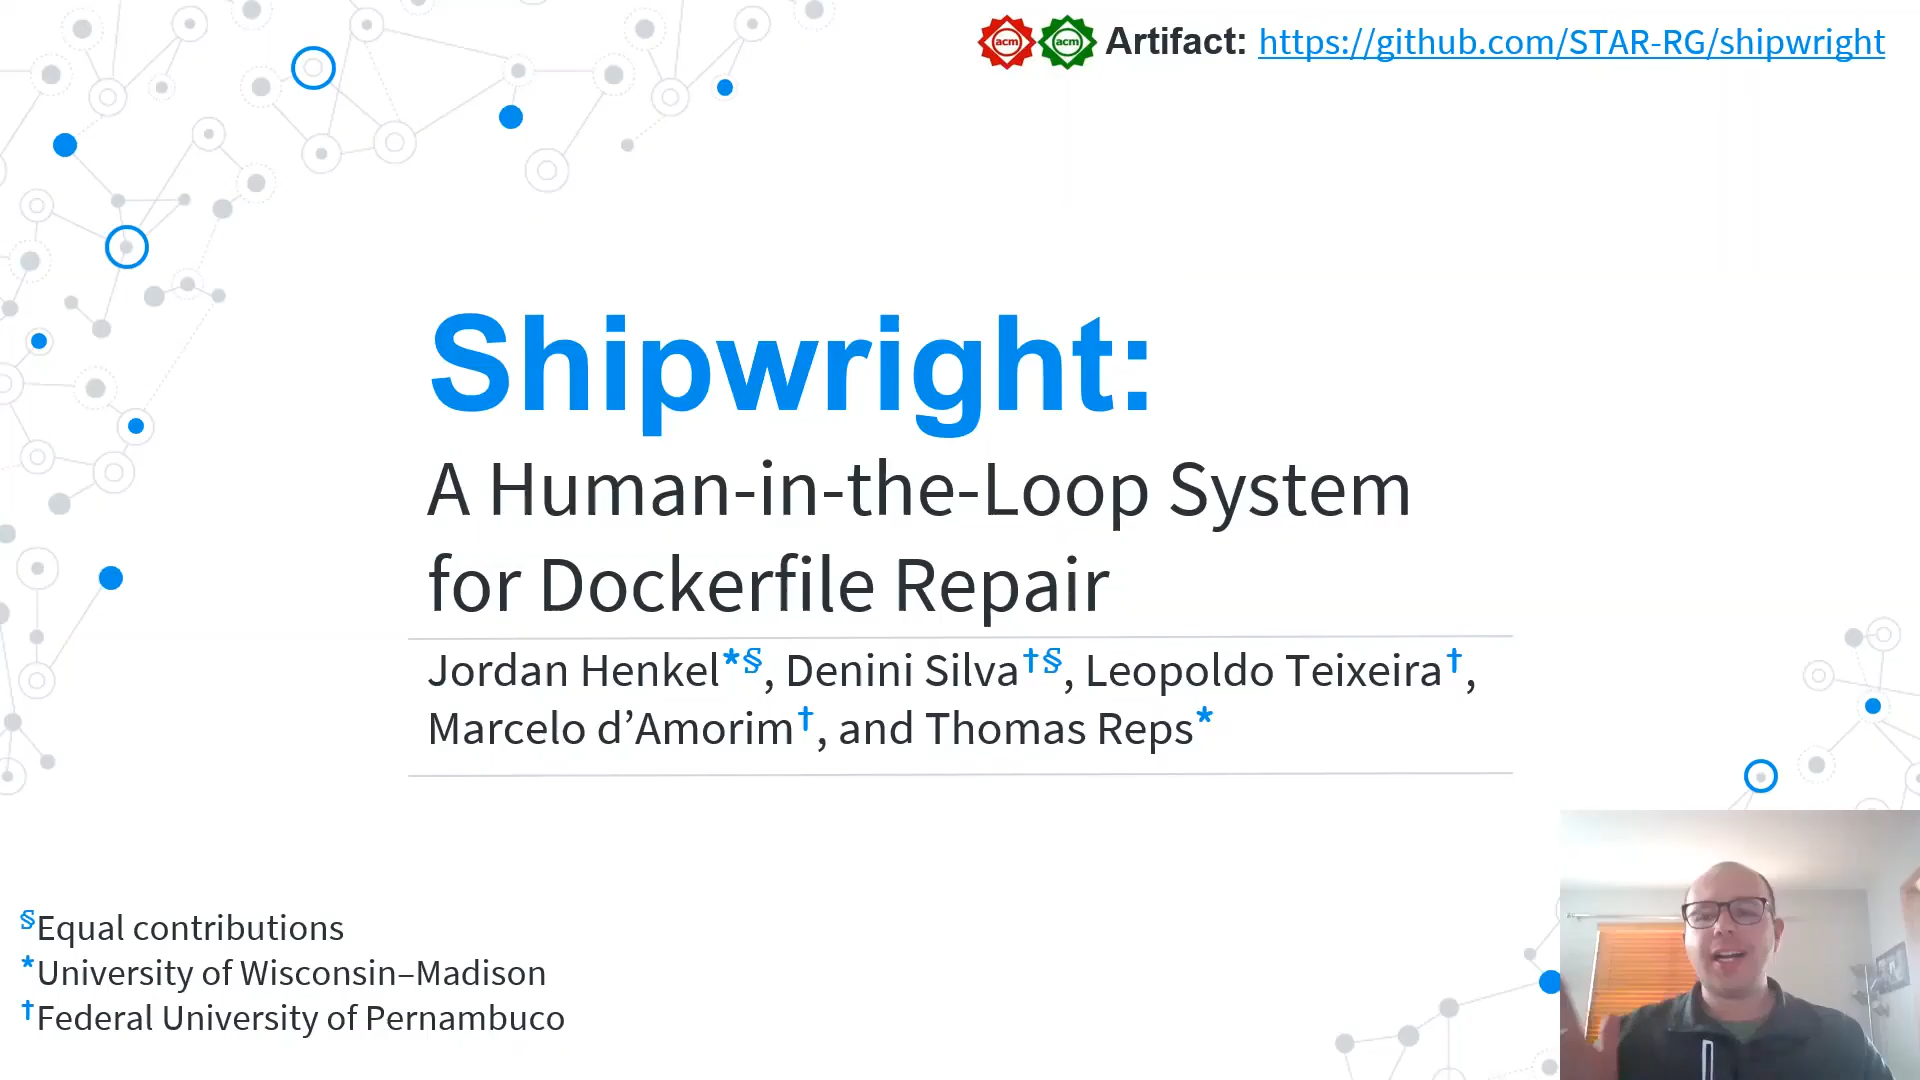 acm acm Artifact: https://github.com/STAR-RG/shipwright
Shipwright:
A Human-in-the-Loop System
for Dockerfile Repair
Jordan Henkel*§, Denini Silva†§, Leopoldo Teixeira†,
Marcelo d’Amorim†, and Thomas Reps*
§Equal contributions
*University of Wisconsin–Madison
†Federal University of Pernambuco